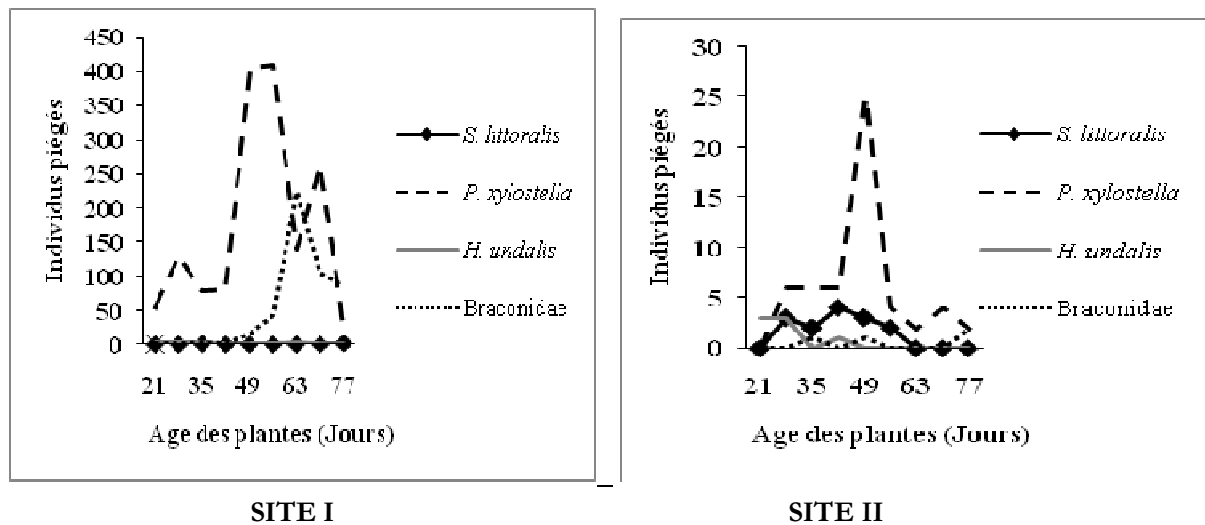 450
400
350
300
250
200
150
100
50
0
Individus piégés
21 35 49 63 77
Age des plantes (Jours)
S. littoralis
P. xylostella
H. undalis
Braconidae
SITE I
30
25
20
15
10
5
0
Individus piégés
21 35 49 63 77
Age des plantes (Jours)
S. littoralis
P. xylostella
H. undalis
Braconidae
SITE II